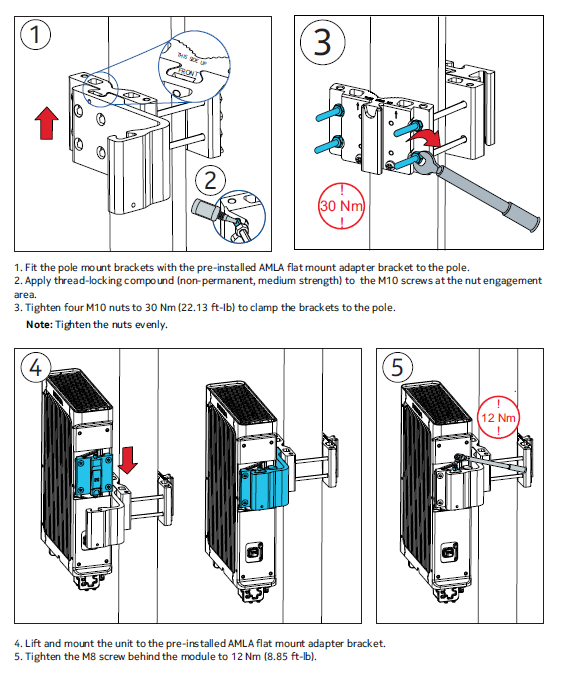 1
THIS SIDE UP
FRONT
2
3
!
30 Nm
!
1. Fit the pole mount brackets with the pre-installed AMLA flat mount adapter bracket to the pole.
2. Apply thread-locking compound (non-permanent, medium strength) to the M10 screws at the nut engagement
area.
3. Tighten four M10 nuts to 30 Nm (22.13 ft-lb) to clamp the brackets to the pole.
Note: Tighten the nuts evenly.
4
5
!
12 Nm
!
4. Lift and mount the unit to the pre-installed AMLA flat mount adapter bracket.
5. Tighten the M8 screw behind the module to 12 Nm (8.85 ft-lb).